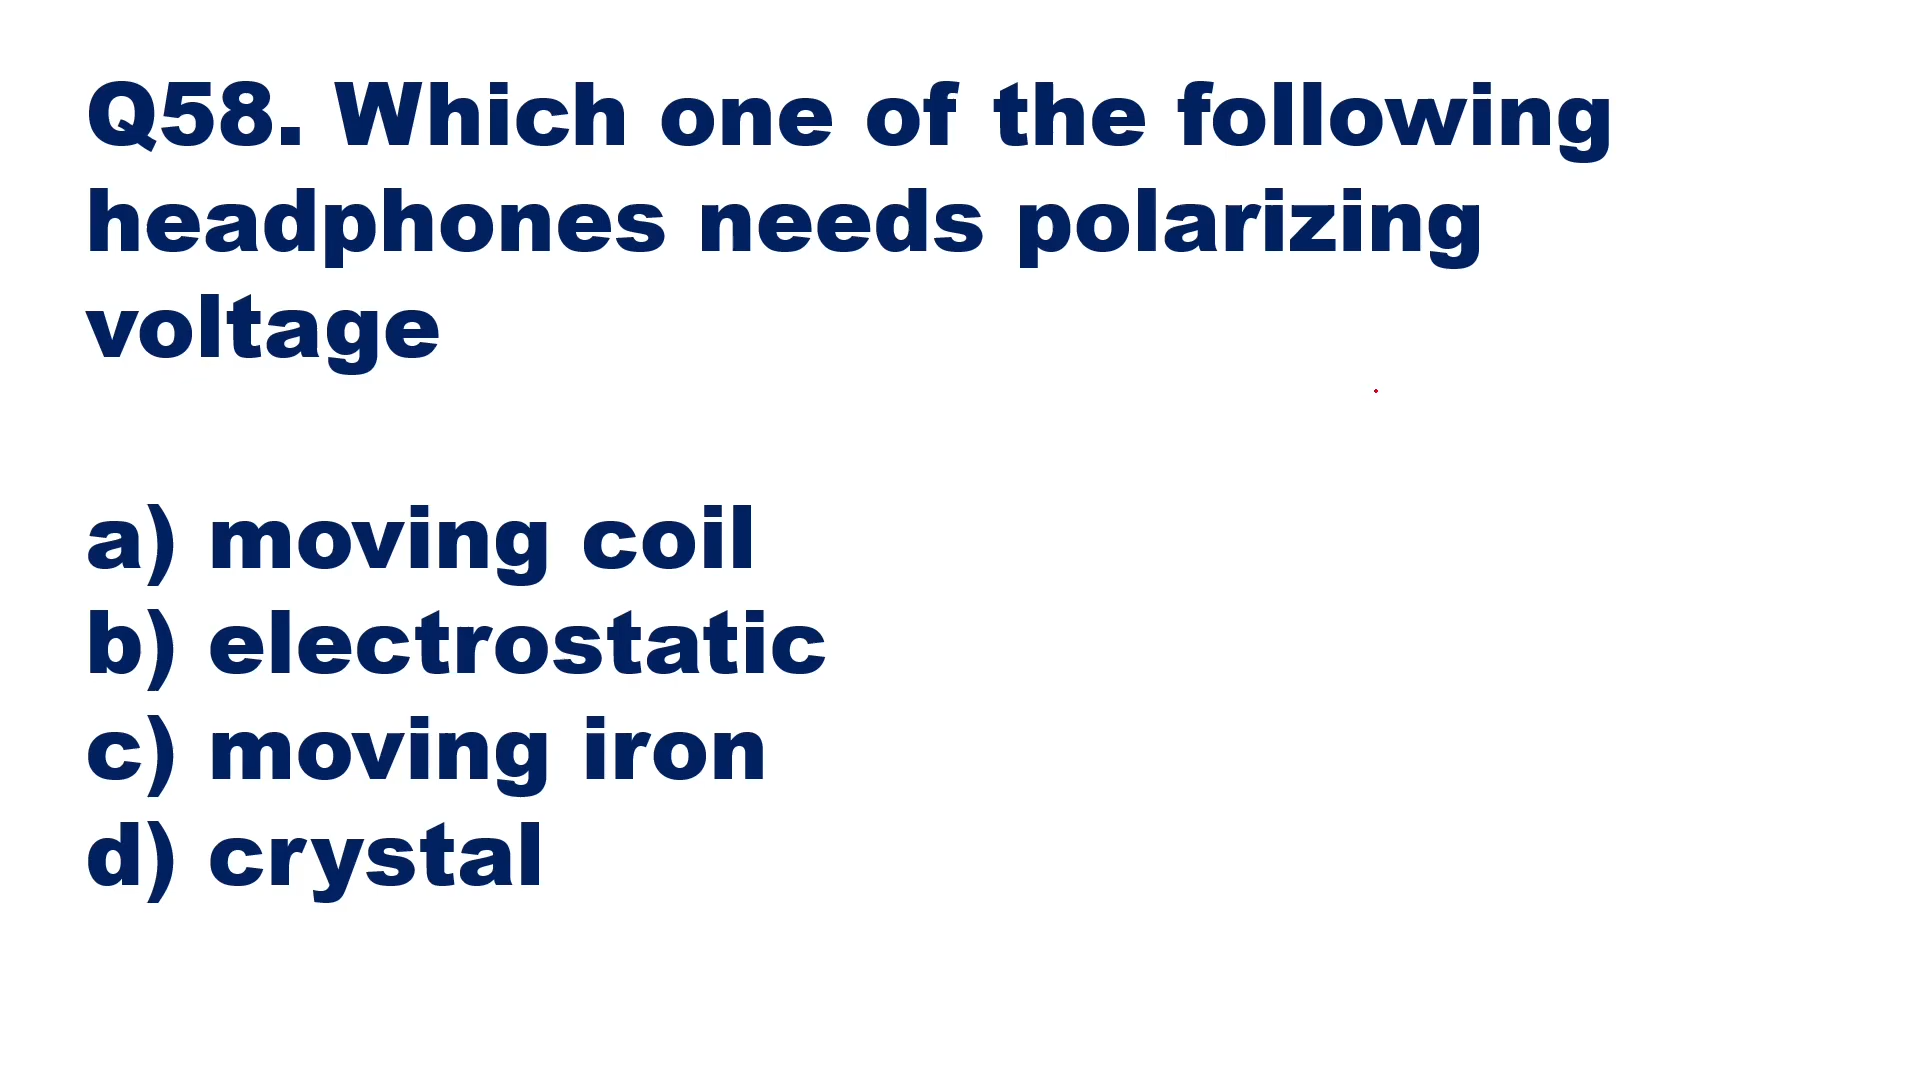 Q58. Which one of the following
headphones needs polarizing
voltage
a) moving coil
b) electrostatic
c) moving iron
d) crystal